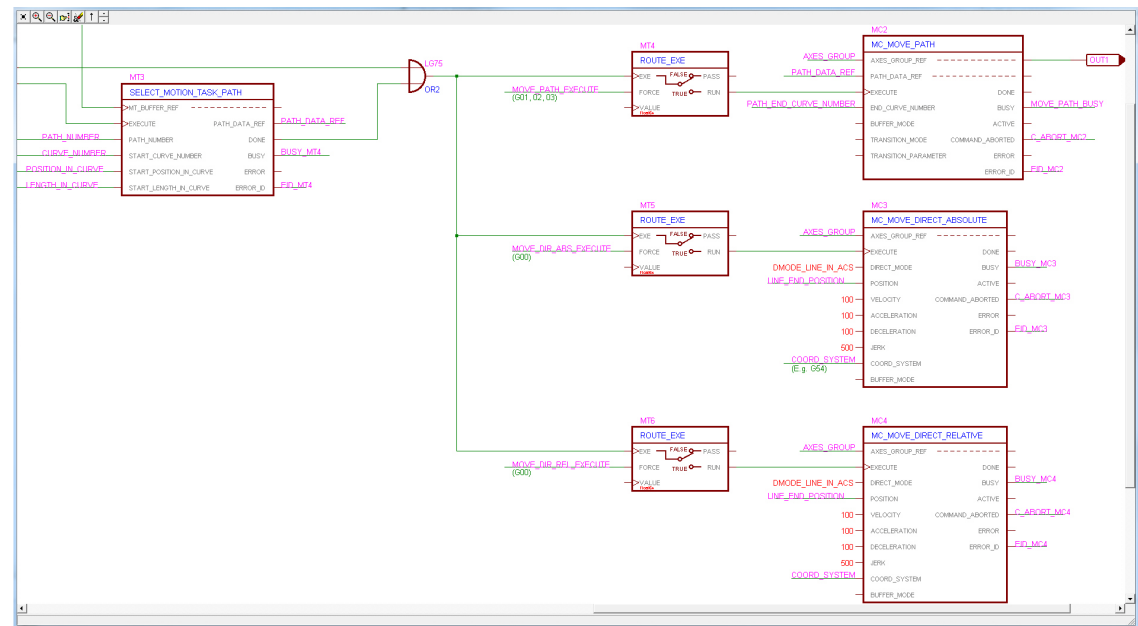 MT3
SELECT_MOTION_TASK_PATH
MT_BUFFER_REF
EXECUTE PATH_DATA_REF PATH_DATA_REF
PATH_NUMBER PATH_NUMBER DONE
CURVE_NUMBER START_CURVE_NUMBER BUSY BUSY_MT4
POSITION_IN_CURVE START_POSITION_IN_CURVE ERROR
LENGTH_IN_CURVE START_LENGTH_IN_CURVE ERROR_ID EID_MT4
LG75
OR2
MT4
ROUTE_EXE
EXE FALSE PASS
MOVE_PATH_EXECUTE FORCE TRUE RUN
(G01, 02, 03)
VALUE
MC2
MC_MOVE_PATH
AXES_GROUP AXES_GROUP_REF OUT1
PATH_DATA_REF PATH_DATA_REF
EXECUTE DONE
PATH_END_CURVE_NUMBER END_CURVE_NUMBER BUSY MOVE_PATH_BUSY
BUFFER_MODE ACTIVE
TRANSITION_MODE COMMAND_ABORTED C_ABORT_MC2
TRANSITION_PARAMETER ERROR
ERROR_ID EID_MC2
MT5
ROUTE_EXE
EXE FALSE PASS
MOVE_DIR_ABS_EXECUTE FORCE TRUE RUN
(G00)
VALUE
MC3
MC_MOVE_DIRECT_ABSOLUTE
AXES_GROUP AXES_GROUP_REF
EXECUTE DONE
DMODE_LINE_IN_ACS DIRECT_MODE BUSY BUSY_MC3
LINE_END_POSITION POSITION ACTIVE
100 VELOCITY COMMAND_ABORTED C_ABORT_MC3
100 ACCELERATION ERROR
100 DECELERATION ERROR_ID EID_MC3
500 JERK
COORD_SYSTEM COORD_SYSTEM
(E.g. G54)
BUFFER_MODE
MT6
ROUTE_EXE
EXE FALSE PASS
MOVE_DIR_REL_EXECUTE FORCE TRUE RUN
(G00)
VALUE
MC4
MC_MOVE_DIRECT_RELATIVE
AXES_GROUP AXES_GROUP_REF
EXECUTE DONE
DMODE_LINE_IN_ACS DIRECT_MODE BUSY BUSY_MC4
LINE_END_POSITION POSITION ACTIVE
100 VELOCITY COMMAND_ABORTED C_ABORT_MC4
100 ACCELERATION ERROR
100 DECELERATION ERROR_ID EID_MC4
500 JERK
COORD_SYSTEM COORD_SYSTEM
BUFFER_MODE